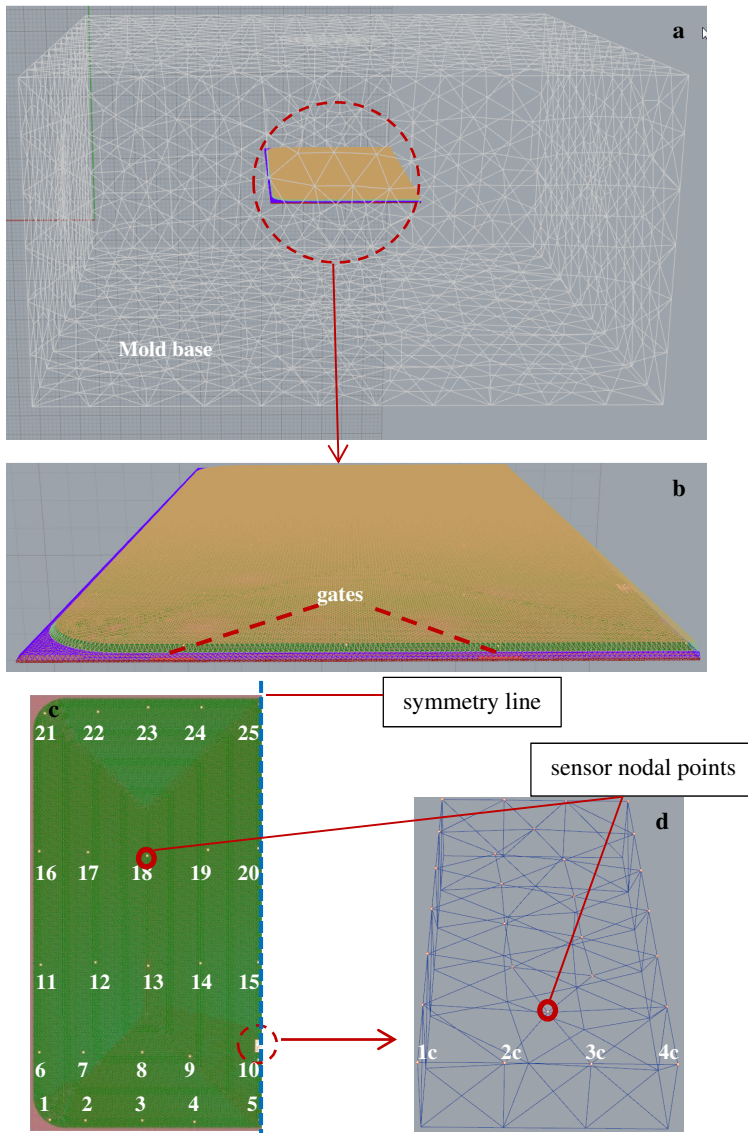 a
Mold base
b
gates
symmetry line
c
21 22 23 24 25
sensor nodal points
d
16 17 18 19 20
11 12 13 14 15
6 7 8 9 10
1 2 3 4 5
1c 2c 3c 4c